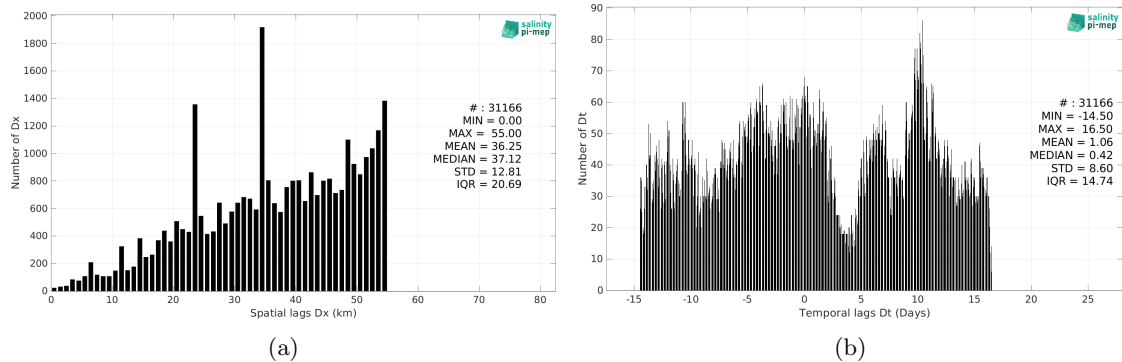 2000
1800
1600
1400
1200
1000
800
600
400
200
0
Number of Dx
0 10 20 30 40 50 60 70 80
Spatial lags Dx (km)
salinity
pi-mep
# : 31166
MIN = 0.00
MAX = 55.00
MEAN = 36.25
MEDIAN = 37.12
STD = 12.81
IQR = 20.69
(a)
90
80
70
60
50
40
30
20
10
0
Number of Dt
-15 -10 -5 0 5 10 15 20 25
Temporal lags Dt (Days)
salinity
pi-mep
# : 31166
MIN = -14.50
MAX = 16.50
MEAN = 1.06
MEDIAN = 0.42
STD = 8.60
IQR = 14.74
(b)